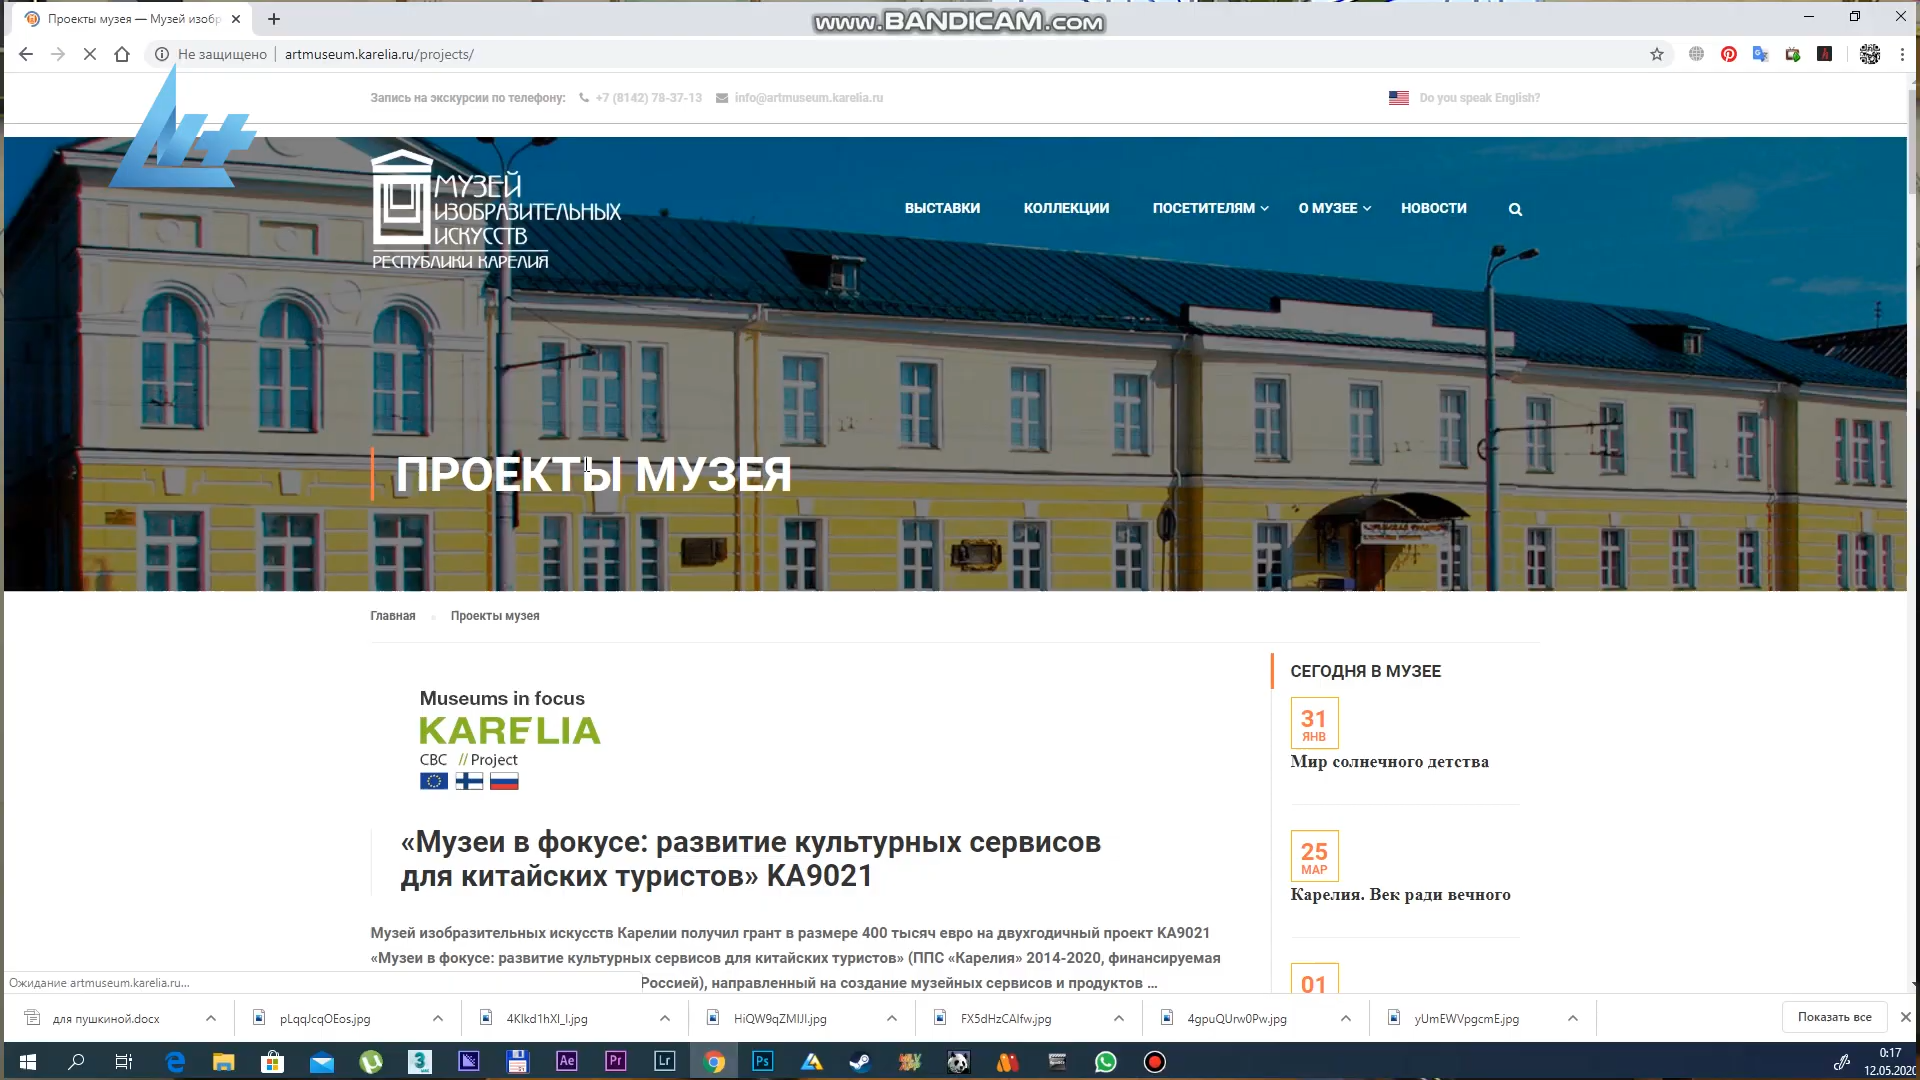 Проекты музея — Музей изобр
www.BANDICAM.com
Не защищено
artmuseum.karelia.ru/projects/
Запись на экскурсии по телефону: +7 (8142) 78-37-13 info@artmuseum.karelia.ru
Do you speak English?
МУЗЕЙ
ИЗОБРАЗИТЕЛЬНЫХ
ИСКУССТВ
РЕСПУБЛИКИ КАРЕЛИЯ
ВЫСТАВКИ КОЛЛЕКЦИИ ПОСЕТИТЕЛЯМ О МУЗЕЕ НОВОСТИ
ПРОЕКТЫ МУЗЕЯ
Главная Проекты музея
Museums in focus
KARELIA
CBC // Project
«Музеи в фокусе: развитие культурных сервисов
для китайских туристов» KA9021
Музей изобразительных искусств Карелии получил грант в размере 400 тысяч евро на двухгодичный проект KA9021
«Музеи в фокусе: развитие культурных сервисов для китайских туристов» (ППС «Карелия» 2014-2020, финансируемая
Россией), направленный на создание музейных сервисов и продуктов ...
СЕГОДНЯ В МУЗЕЕ
31
ЯНВ
Мир солнечного детства
25
МАР
Карелия. Век ради вечного
01
Ожидание artmuseum.karelia.ru...
для пушкиной.docx
pLqqJcqOEos.jpg
4KIkd1hXI_I.jpg
HiQW9qZMIJI.jpg
FX5dHzCAlfw.jpg
4gpuQUrw0Pw.jpg
yUmEWVpgcmE.jpg
Показать все
Ae
Pr
Lr
Ps
0:17
12.05.2020